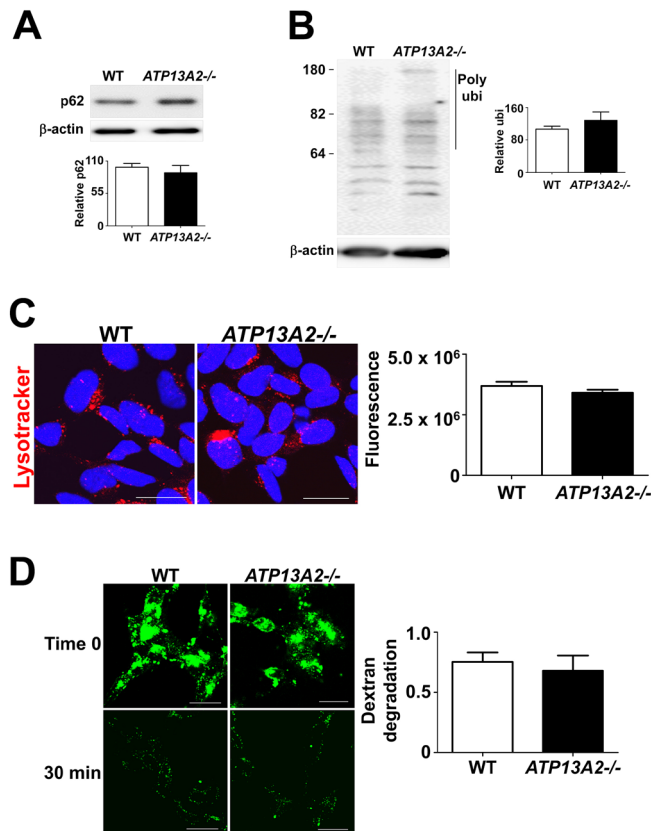 A
WT ATP13A2-/-
p62
β-actin
Relative p62
110
55
0
WT ATP13A2-/-
B
WT ATP13A2-/-
180
82
64
Poly
ubi
β-actin
Relative ubi
160
80
0
WT ATP13A2-/-
C
WT ATP13A2-/-
Lysotracker
Fluorescence
5.0 x 10⁶
2.5 x 10⁶
0
WT ATP13A2-/-
D
WT ATP13A2-/-
Time 0
30 min
Dextran
degradation
1.0
0.5
0
WT ATP13A2-/-